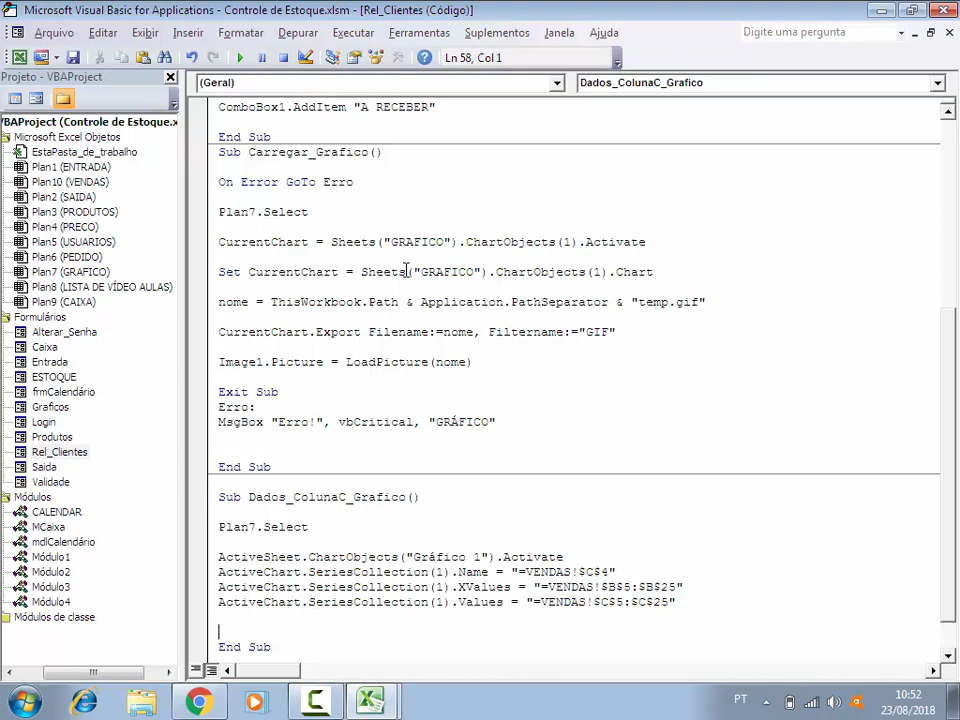 Microsoft Visual Basic for Applications - Controle de Estoque.xlsm - [Rel_Clientes (Código)]
Arquivo Editar Exibir Inserir Formatar Depurar Executar Ferramentas Suplementos Janela Ajuda
Digite uma pergunta
Ln 58, Col 1
Projeto - VBAProject
(Geral)
Dados_ColunaC_Grafico
VBAProject (Controle de Estoque.x
Microsoft Excel Objetos
EstaPasta_de_trabalho
Plan1 (ENTRADA)
Plan10 (VENDAS)
Plan2 (SAIDA)
Plan3 (PRODUTOS)
Plan4 (PRECO)
Plan5 (USUARIOS)
Plan6 (PEDIDO)
Plan7 (GRAFICO)
Plan8 (LISTA DE VÍDEO AULAS)
Plan9 (CAIXA)
Formulários
Alterar_Senha
Caixa
Entrada
ESTOQUE
frmCalendário
Graficos
Login
Produtos
Rel_Clientes
Saida
Validade
Módulos
CALENDAR
MCaixa
mdlCalendário
Módulo1
Módulo2
Módulo3
Módulo4
Módulos de classe
ComboBox1.AddItem "A RECEBER"
End Sub
Sub Carregar_Grafico()
On Error GoTo Erro
Plan7.Select
CurrentChart = Sheets("GRAFICO").ChartObjects(1).Activate
Set CurrentChart = Sheets("GRAFICO").ChartObjects(1).Chart
nome = ThisWorkbook.Path & Application.PathSeparator & "temp.gif"
CurrentChart.Export Filename:=nome, Filtername:="GIF"
Image1.Picture = LoadPicture(nome)
Exit Sub
Erro:
MsgBox "Erro!", vbCritical, "GRÁFICO"
End Sub
Sub Dados_ColunaC_Grafico()
Plan7.Select
ActiveSheet.ChartObjects("Gráfico 1").Activate
ActiveChart.SeriesCollection(1).Name = "=VENDAS!$C$4"
ActiveChart.SeriesCollection(1).XValues = "=VENDAS!$B$5:$B$25"
ActiveChart.SeriesCollection(1).Values = "=VENDAS!$C$5:$C$25"
End Sub
PT
10:52
23/08/2018